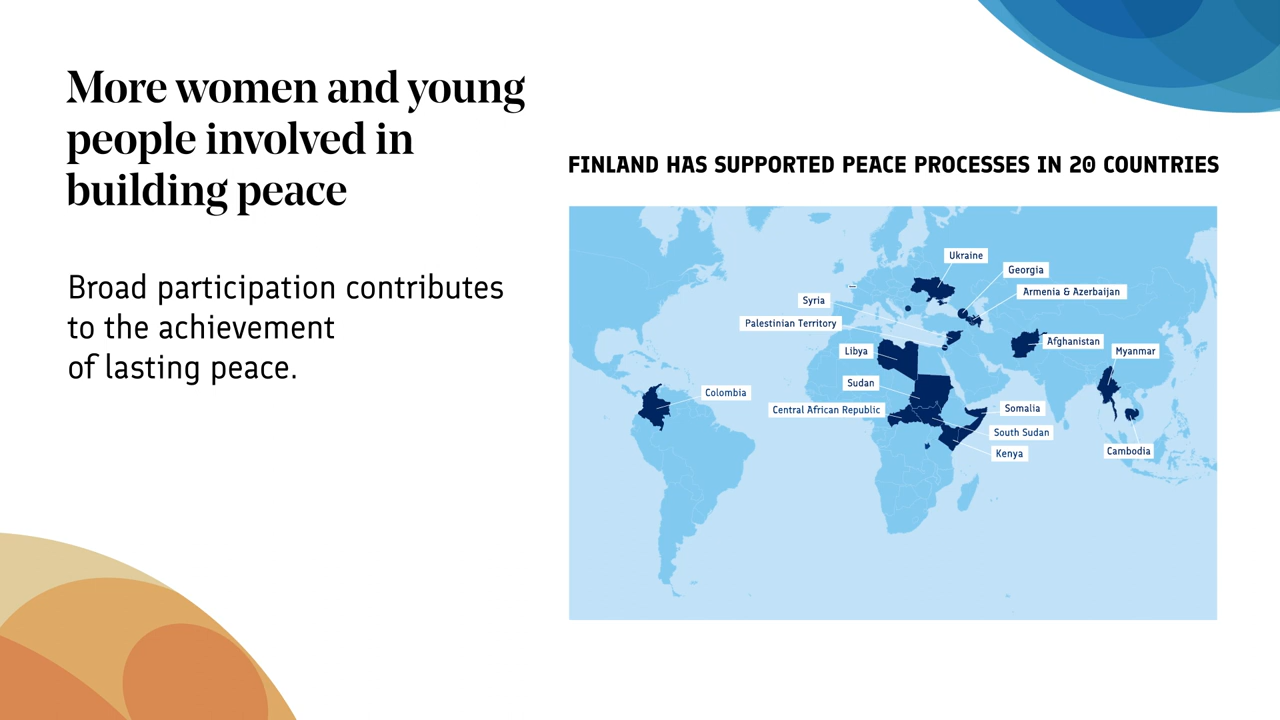 More women and young
people involved in
building peace
Broad participation contributes
to the achievement
of lasting peace.
FINLAND HAS SUPPORTED PEACE PROCESSES IN 20 COUNTRIES
Ukraine
Georgia
Armenia & Azerbaijan
Syria
Palestinian Territory
Afghanistan
Libya
Myanmar
Sudan
Colombia
Central African Republic
Somalia
South Sudan
Kenya
Cambodia